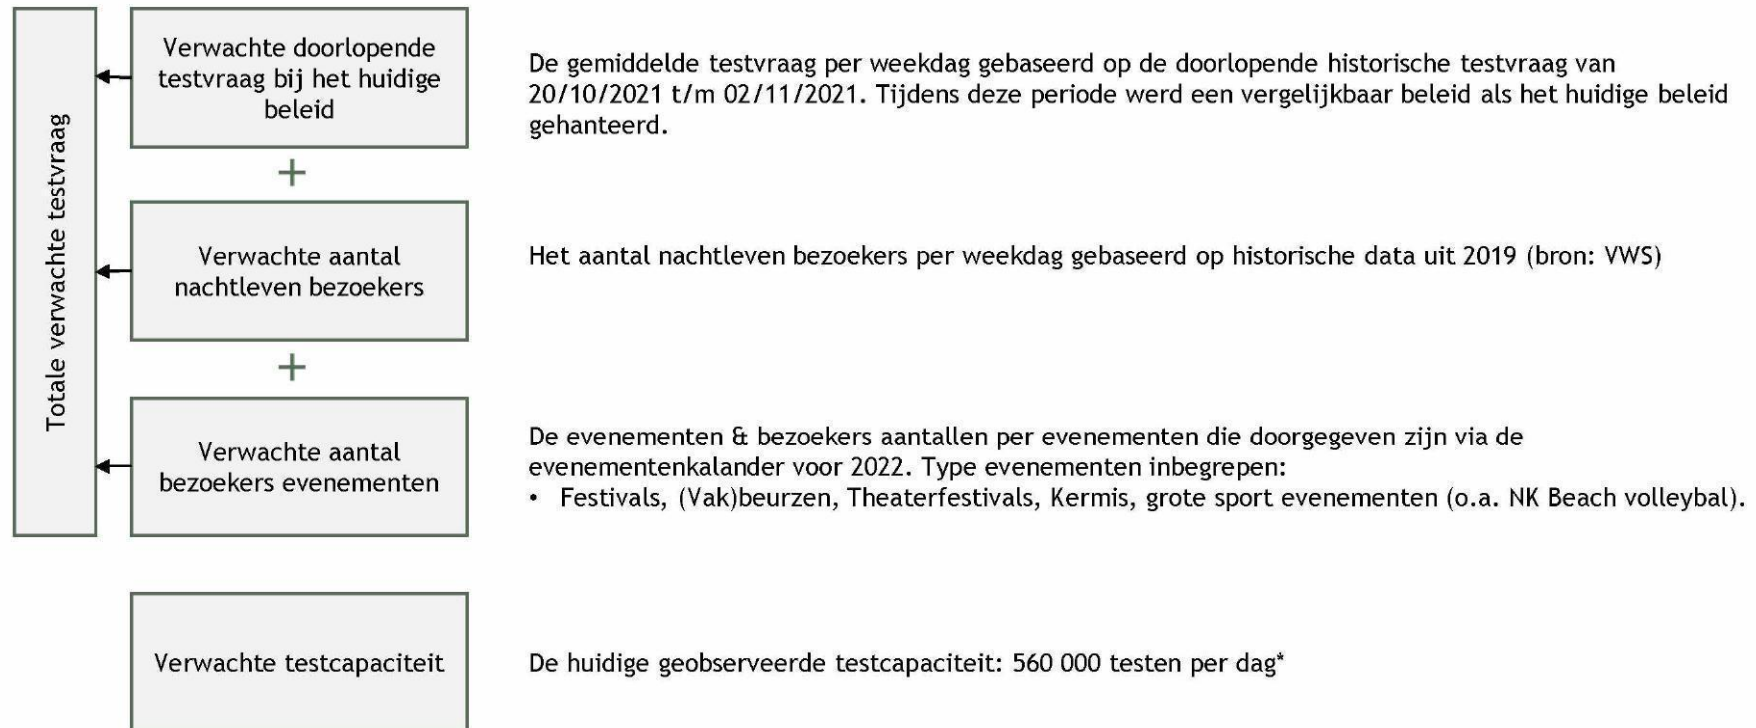 Totale verwachte testvraag
Verwachte doorlopende
testvraag bij het huidige
beleid
De gemiddelde testvraag per weekdag gebaseerd op de doorlopende historische testvraag van
20/10/2021 t/m 02/11/2021. Tijdens deze periode werd een vergelijkbaar beleid als het huidige beleid
gehanteerd.
+
Verwachte aantal
nachtleven bezoekers
Het aantal nachtleven bezoekers per weekdag gebaseerd op historische data uit 2019 (bron: VWS)
+
Verwachte aantal
bezoekers evenementen
De evenementen & bezoekers aantallen per evenementen die doorgegeven zijn via de
evenementenkalander voor 2022. Type evenementen inbegrepen:
• Festivals, (Vak)beurzen, Theaterfestivals, Kermis, grote sport evenementen (o.a. NK Beach volleybal).
Verwachte testcapaciteit
De huidige geobserveerde testcapaciteit: 560 000 testen per dag*